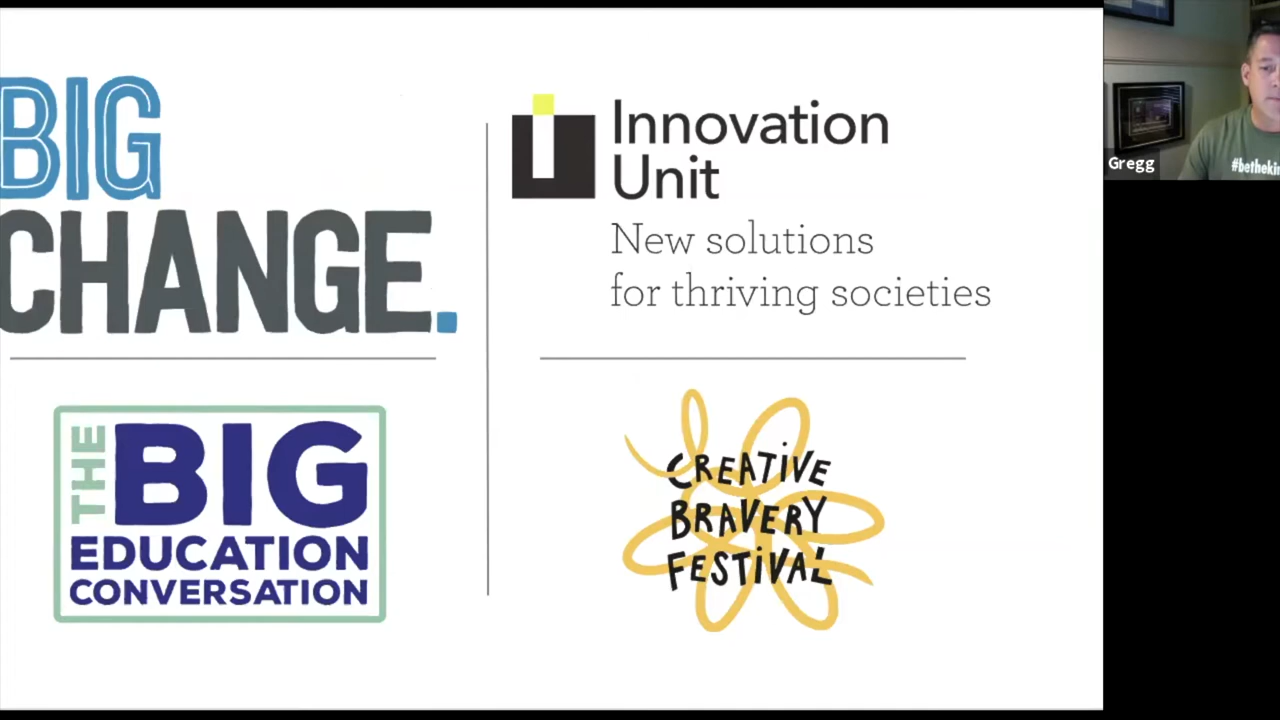 BIG
CHANGE.
Innovation
Unit
New solutions
for thriving societies
THE
BIG
EDUCATION
CONVERSATION
CREATIVE
BRAVERY
FESTIVAL
Gregg
#bethekin